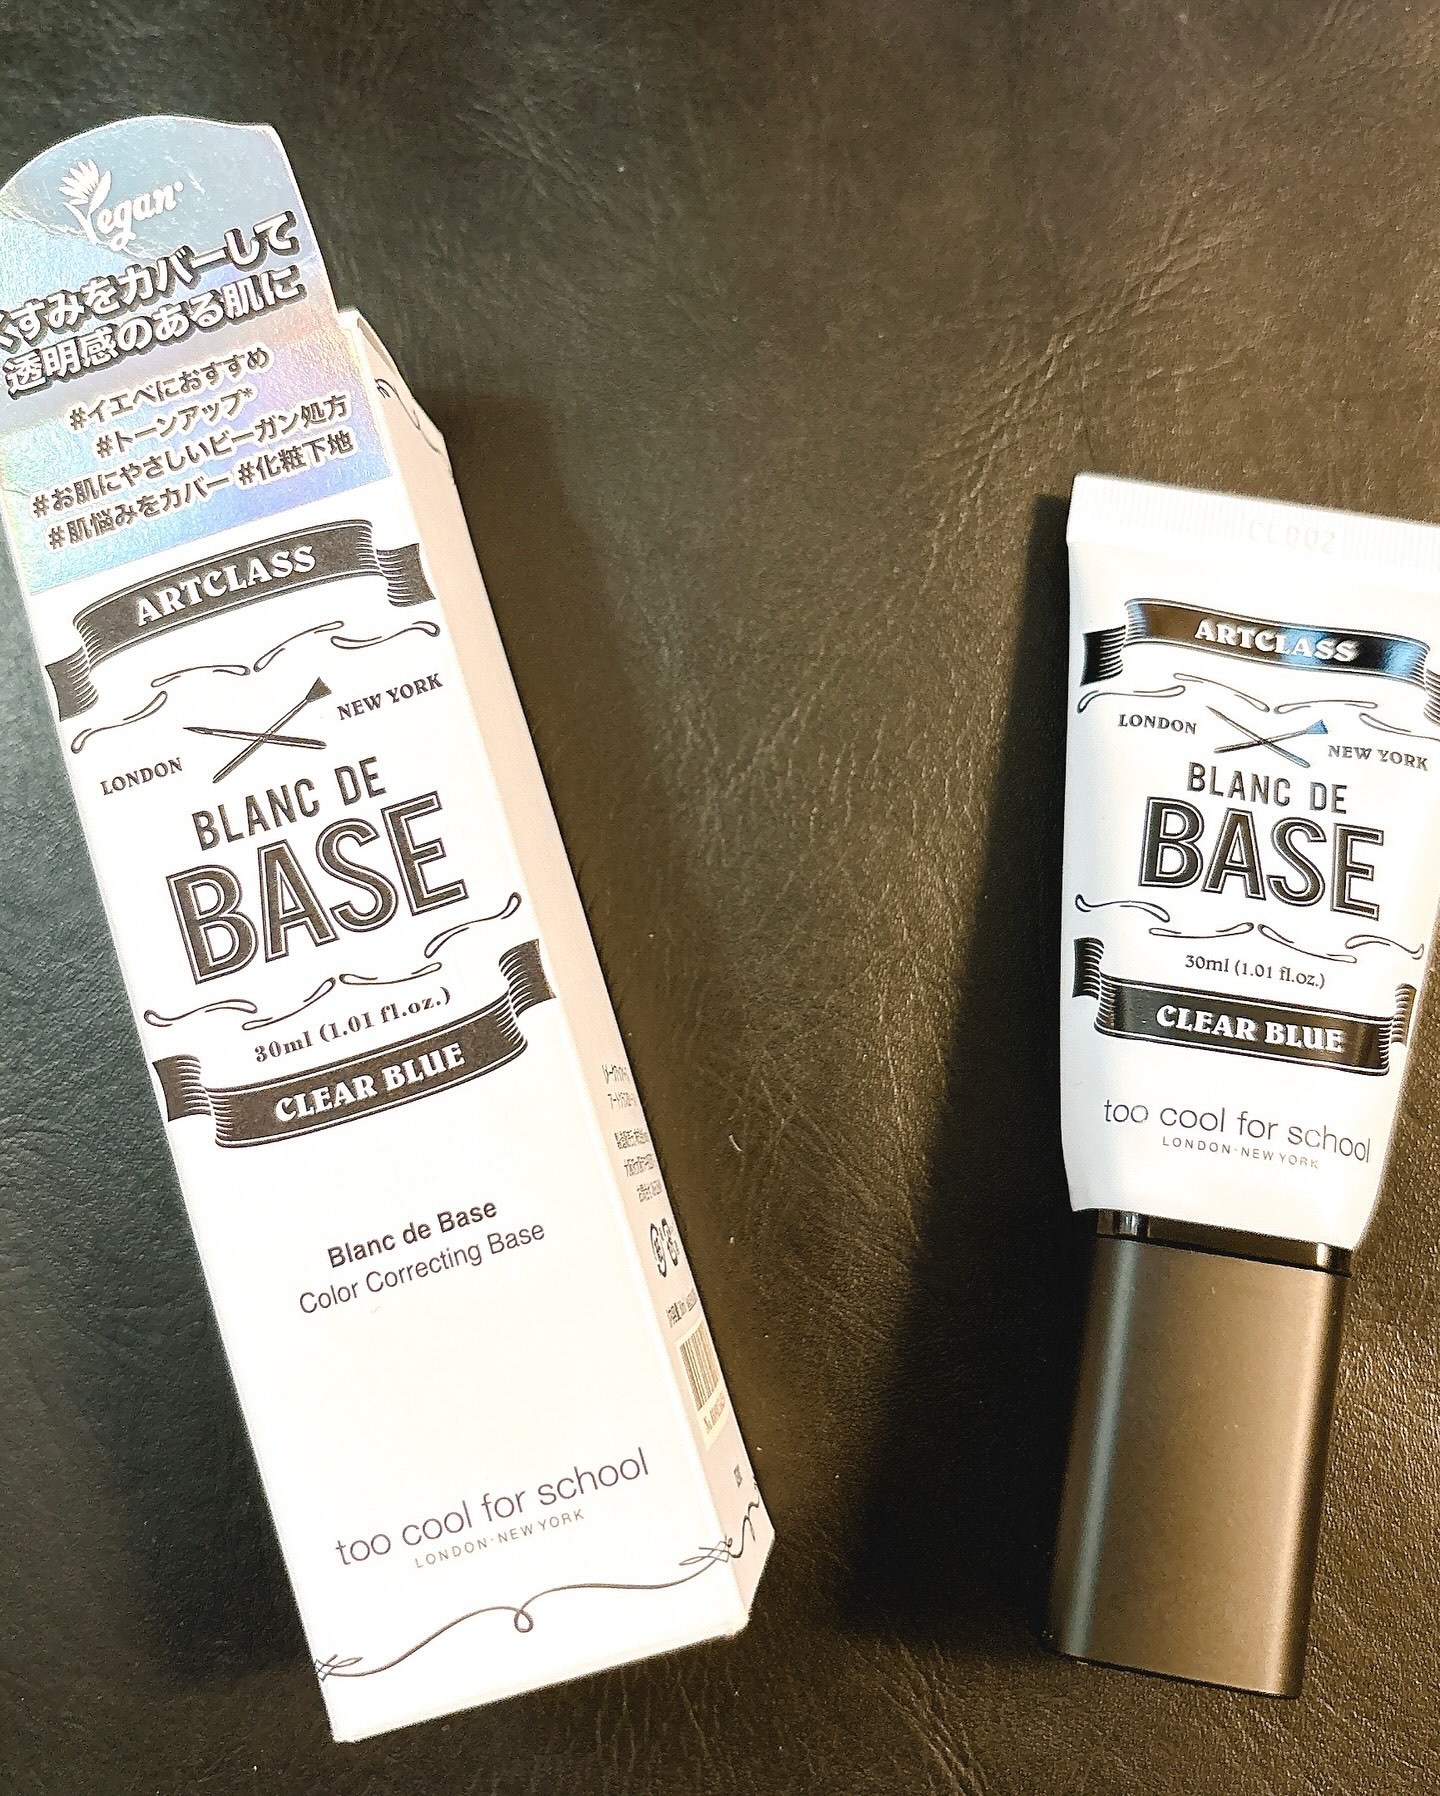 Vegan
くすみをカバーして
透明感のある肌に
#イエベにおすすめ
#トーンアップ*
#お肌にやさしいビーガン処方
#肌悩みをカバー #化粧下地
ARTCLASS
LONDON NEW YORK
BLANC DE
BASE
30ml (1.01 fl.oz.)
CLEAR BLUE
Blanc de Base
Color Correcting Base
too cool for school
LONDON·NEW YORK
ARTCLASS
LONDON NEW YORK
BLANC DE
BASE
30ml (1.01 fl.oz.)
CLEAR BLUE
too cool for school
LONDON·NEW YORK